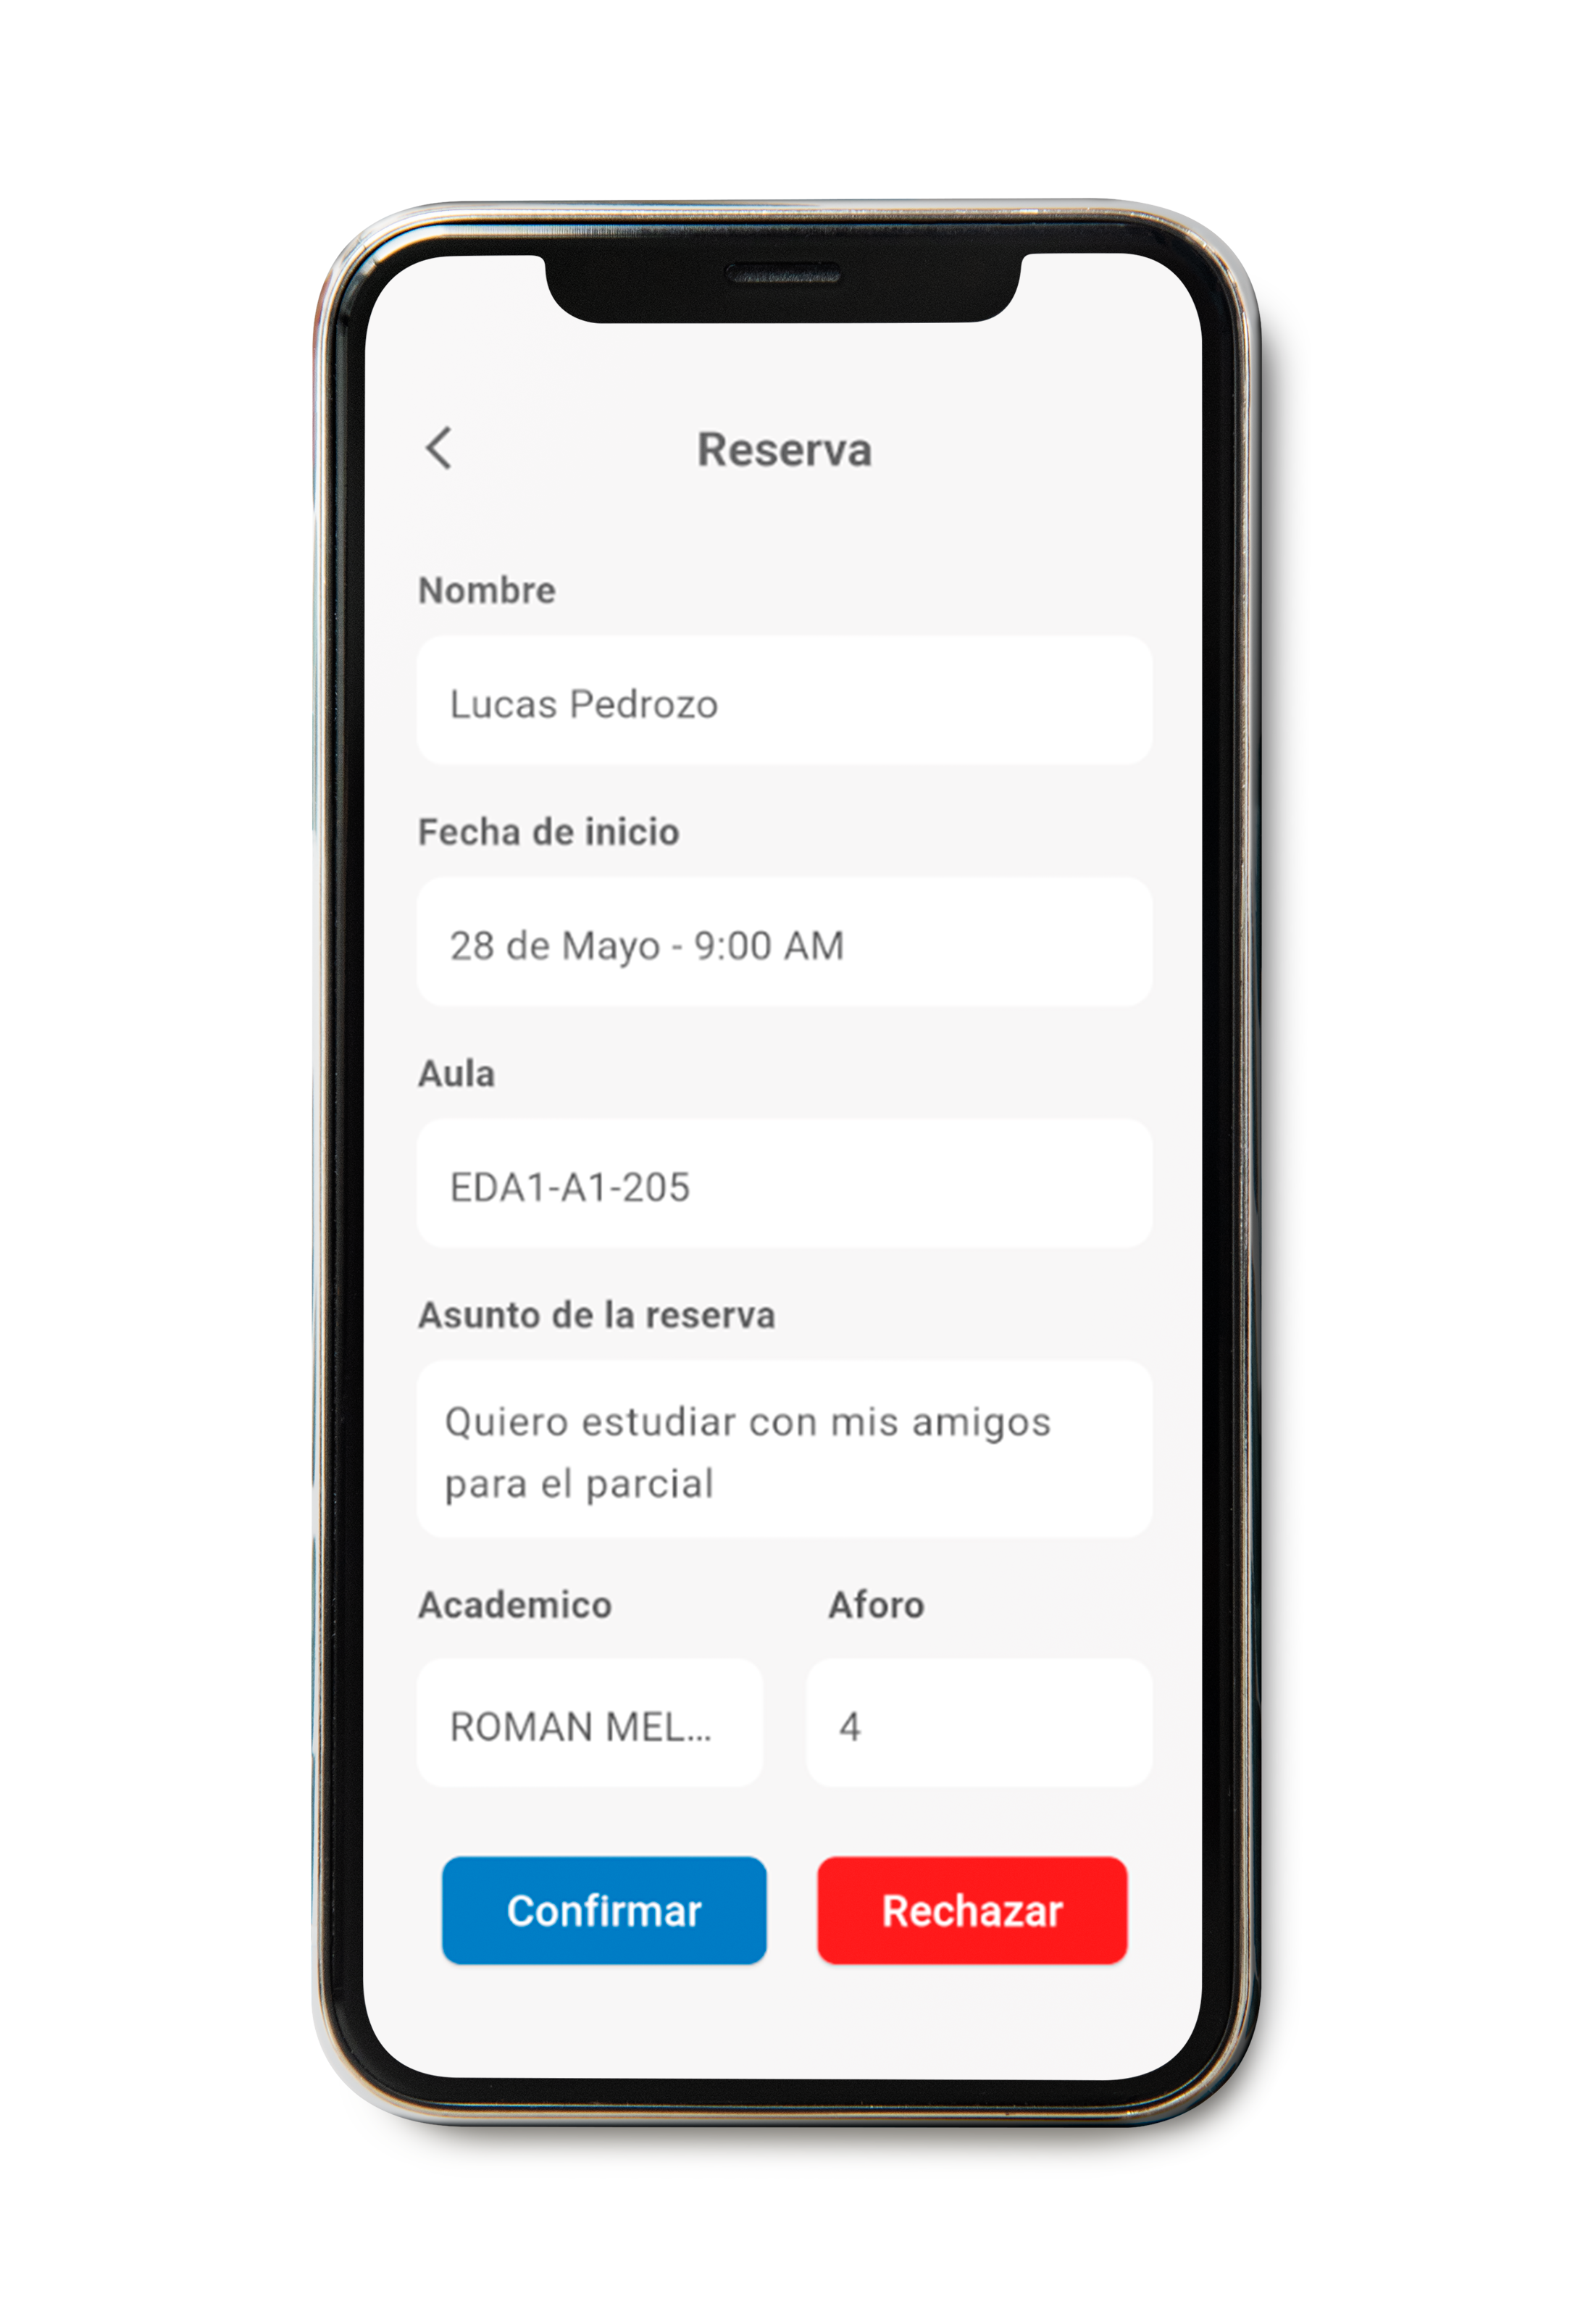 Reserva
Nombre
Lucas Pedrozo
Fecha de inicio
28 de Mayo - 9:00 AM
Aula
EDA1-A1-205
Asunto de la reserva
Quiero estudiar con mis amigos
para el parcial
Academico
Aforo
ROMAN MEL...
4
Confirmar
Rechazar